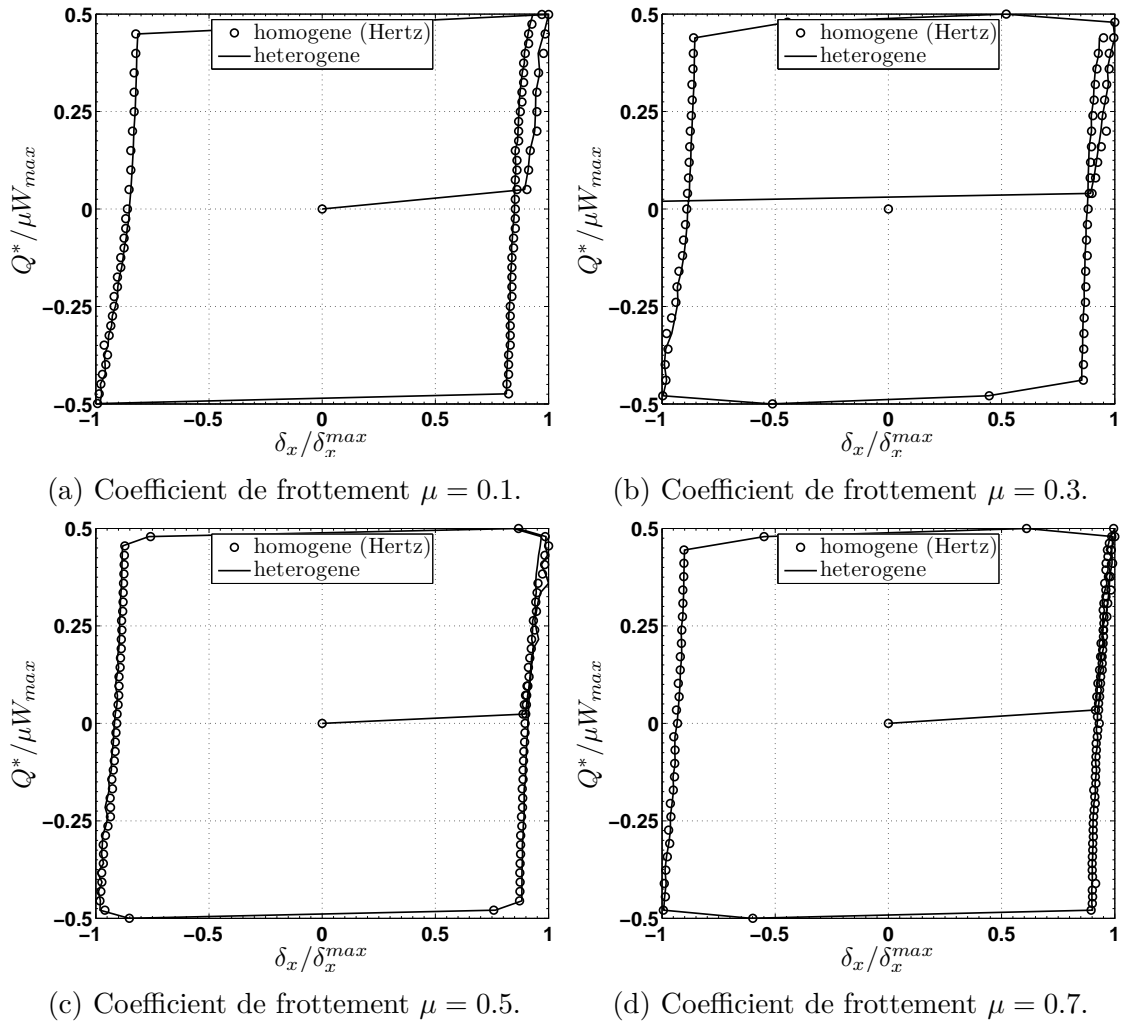 0.5
0.25
0
−0.25
−0.5
Q*/μW_max
homogene (Hertz)
heterogene
−1 −0.5 0 0.5 1
δ_x/δ_x^max
(a) Coefficient de frottement μ = 0.1.
0.5
0.25
0
−0.25
−0.5
Q*/μW_max
homogene (Hertz)
heterogene
−1 −0.5 0 0.5 1
δ_x/δ_x^max
(b) Coefficient de frottement μ = 0.3.
0.5
0.25
0
−0.25
−0.5
Q*/μW_max
homogene (Hertz)
heterogene
−1 −0.5 0 0.5 1
δ_x/δ_x^max
(c) Coefficient de frottement μ = 0.5.
0.5
0.25
0
−0.25
−0.5
Q*/μW_max
homogene (Hertz)
heterogene
−1 −0.5 0 0.5 1
δ_x/δ_x^max
(d) Coefficient de frottement μ = 0.7.